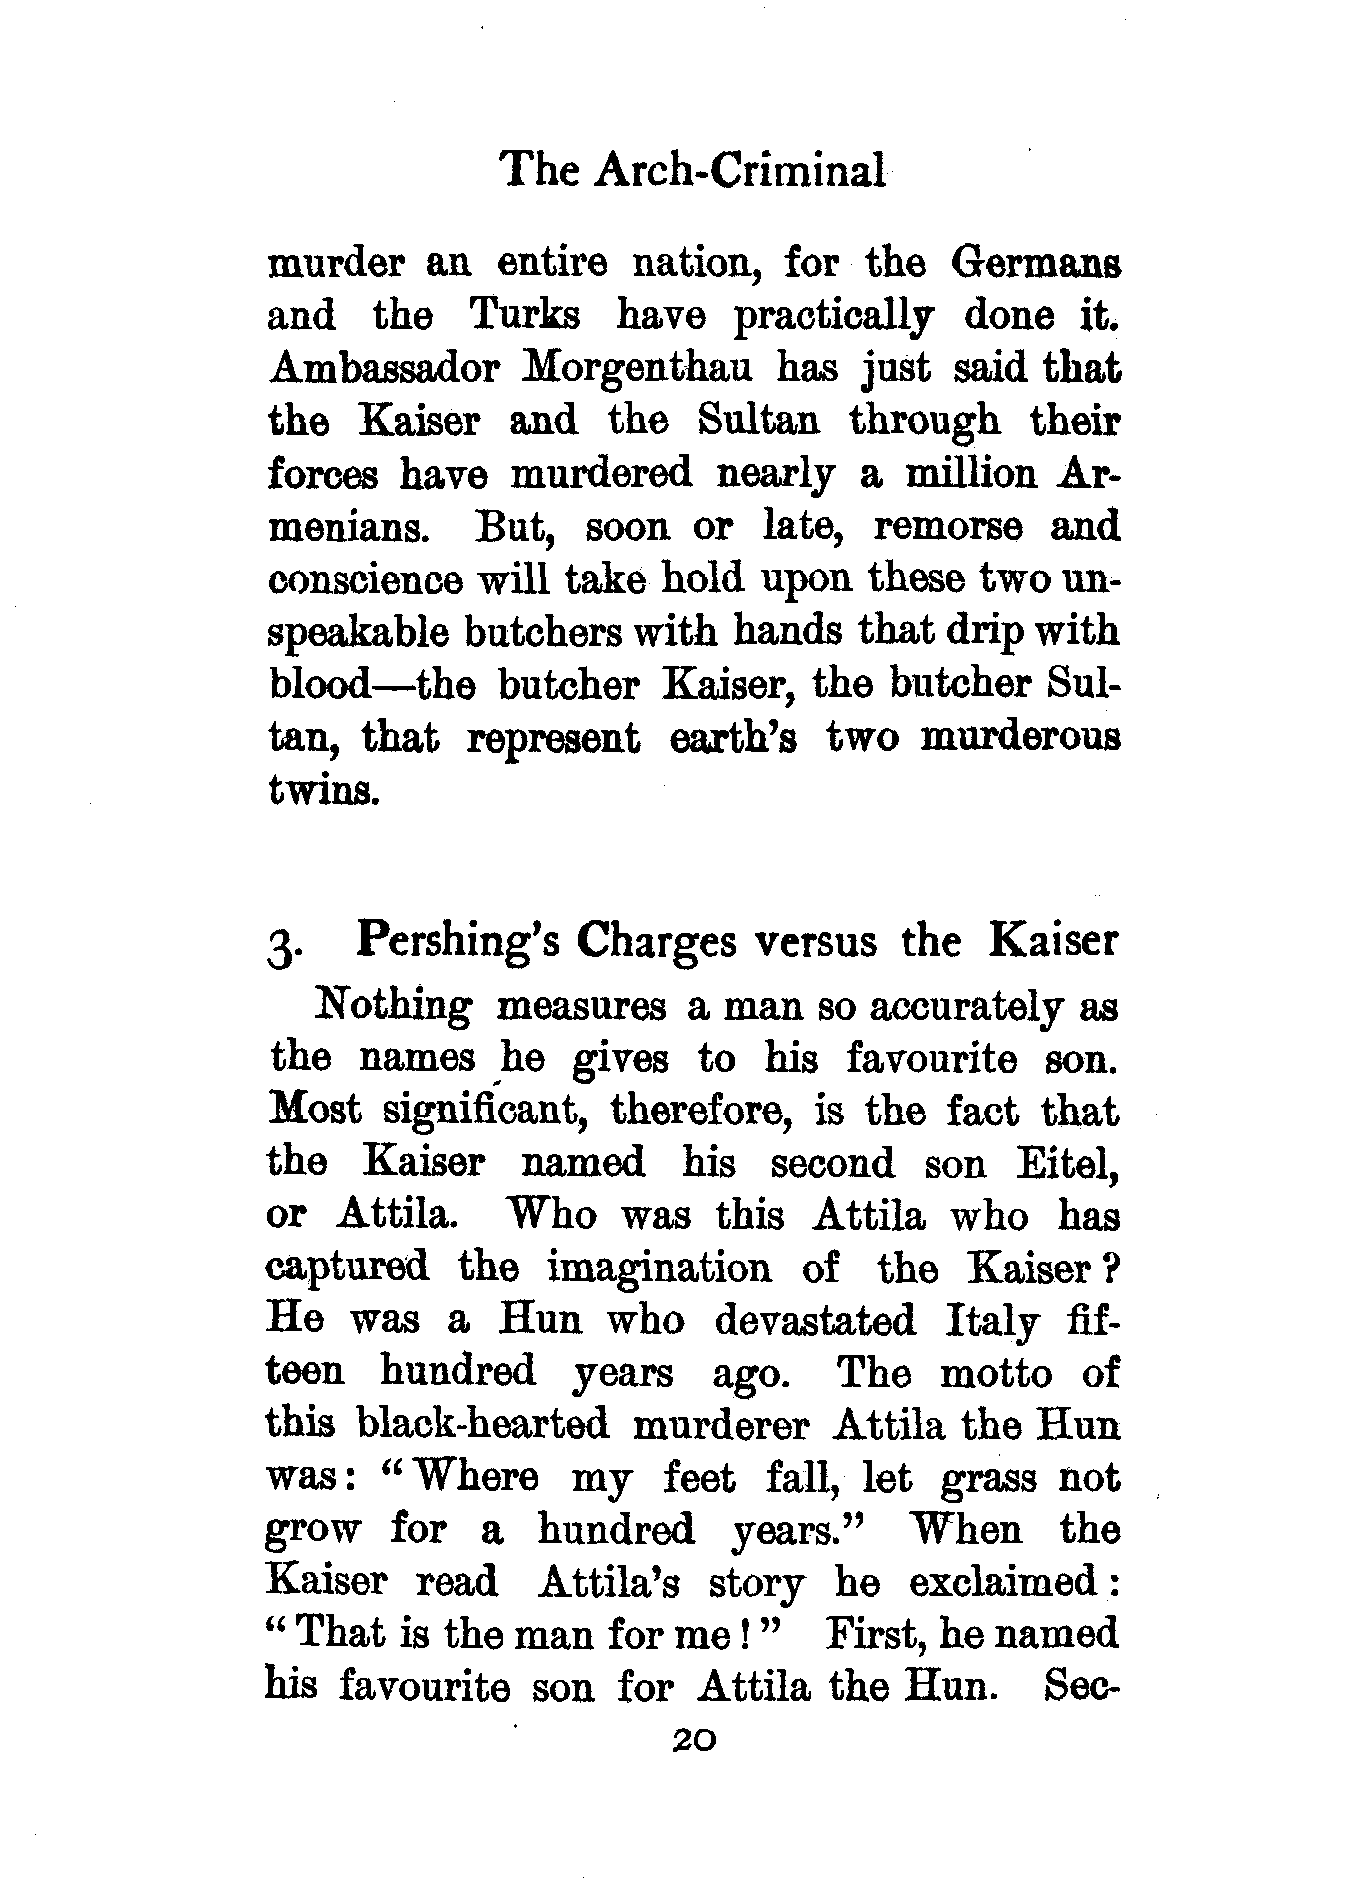 The Arch-Criminal
murder an entire nation, for the Germans
and the Turks have practically done it.
Ambassador Morgenthau has just said that
the Kaiser and the Sultan through their
forces have murdered nearly a million Ar-
menians. But, soon or late, remorse and
conscience will take hold upon these two un-
speakable butchers with hands that drip with
blood—the butcher Kaiser, the butcher Sul-
tan, that represent earth's two murderous
twins.
3. Pershing's Charges versus the Kaiser
Nothing measures a man so accurately as
the names he gives to his favourite son.
Most significant, therefore, is the fact that
the Kaiser named his second son Eitel,
or Attila. Who was this Attila who has
captured the imagination of the Kaiser?
He was a Hun who devastated Italy fif-
teen hundred years ago. The motto of
this black-hearted murderer Attila the Hun
was: "Where my feet fall, let grass not
grow for a hundred years." When the
Kaiser read Attila's story he exclaimed:
"That is the man for me!" First, he named
his favourite son for Attila the Hun. Sec-
20